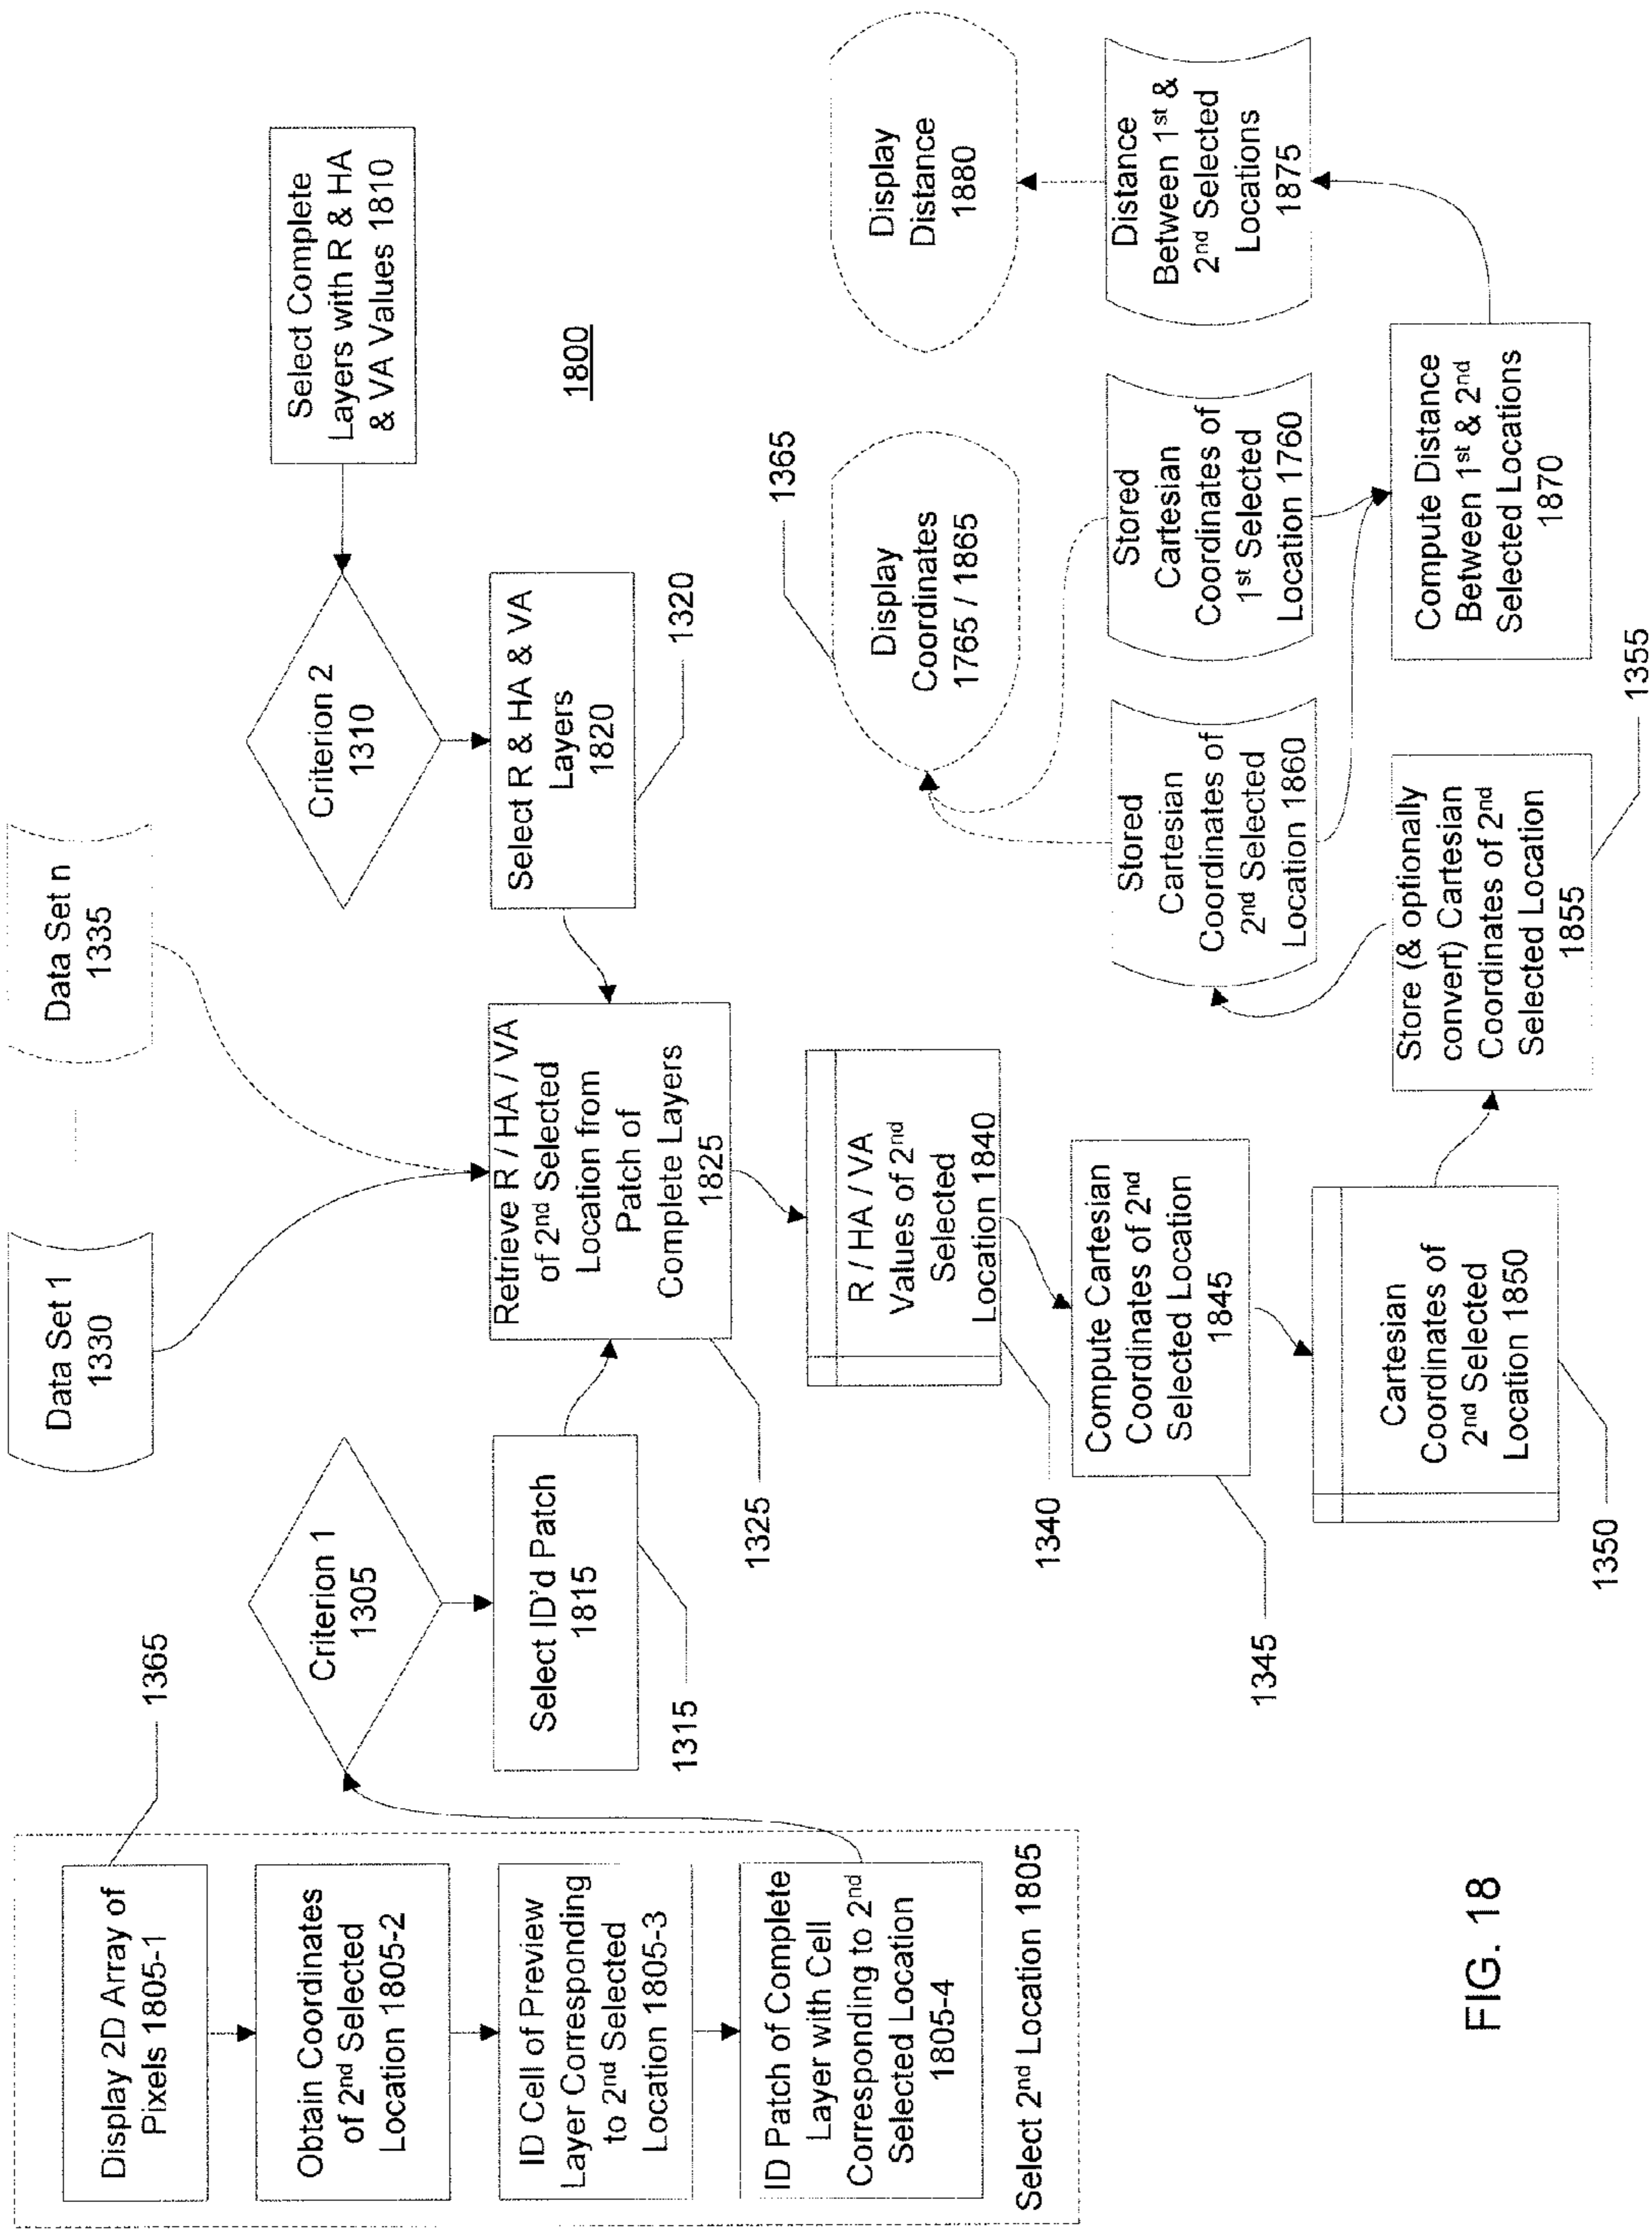 Display 2D Array of
Pixels 1805-1
1365
Obtain Coordinates
of 2nd Selected
Location 1805-2
ID Cell of Preview
Layer Corresponding
to 2nd Selected
Location 1805-3
ID Patch of Complete
Layer with Cell
Corresponding to 2nd
Selected Location
1805-4
Select 2nd Location 1805
Criterion 1
1305
Select ID'd Patch
1815
1315
Data Set 1
1330
Data Set n
1335
Retrieve R / HA / VA
of 2nd Selected
Location from
Patch of
Complete Layers
1825
1325
Select Complete
Layers with R & HA
& VA Values 1810
Criterion 2
1310
Select R & HA & VA
Layers
1820
1320
1800
R / HA / VA
Values of 2nd
Selected
Location 1840
1340
Compute Cartesian
Coordinates of 2nd
Selected Location
1845
1345
Cartesian
Coordinates of
2nd Selected
Location 1850
1350
Store (& optionally
convert) Cartesian
Coordinates of 2nd
Selected Location
1855
1355
Stored
Cartesian
Coordinates of
2nd Selected
Location 1860
Stored
Cartesian
Coordinates of
1st Selected
Location 1760
Display
Coordinates
1765 / 1865
1365
Compute Distance
Between 1st & 2nd
Selected Locations
1870
Distance
Between 1st &
2nd Selected
Locations
1875
Display
Distance
1880
FIG. 18